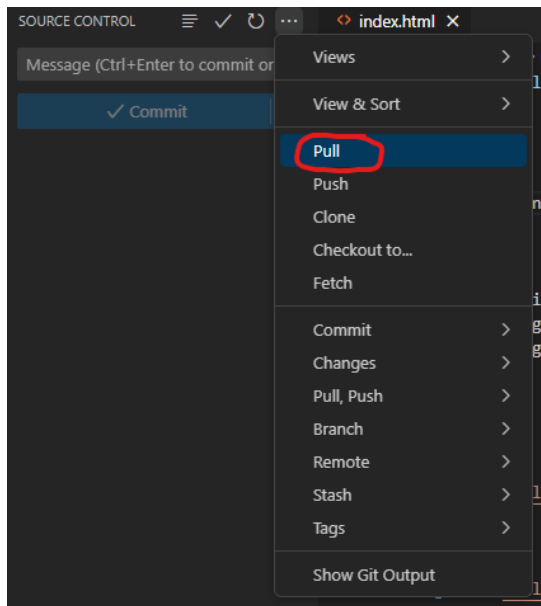 SOURCE CONTROL
index.html
Message (Ctrl+Enter to commit or
Commit
Views
View & Sort
Pull
Push
Clone
Checkout to...
Fetch
Commit
Changes
Pull, Push
Branch
Remote
Stash
Tags
Show Git Output